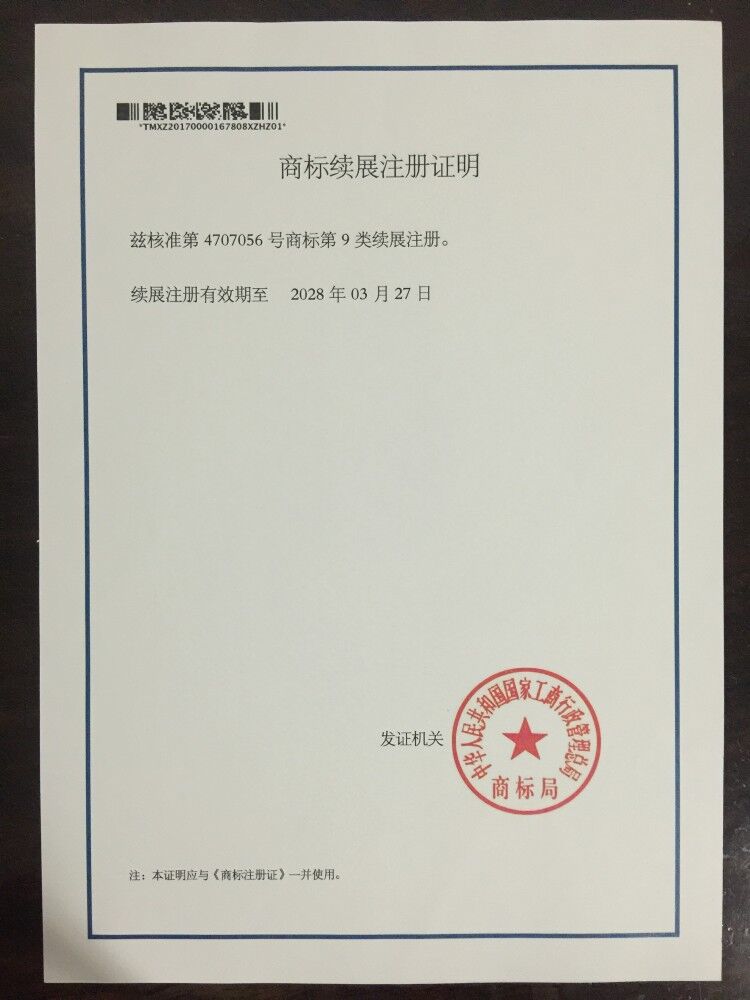 *TMXZ20170000167808XZHZ01*
商标续展注册证明
兹核准第 4707056 号商标第 9 类续展注册。
续展注册有效期至 2028 年 03 月 27 日
发证机关
中华人民共和国国家工商行政管理总局
商标局
注：本证明应与《商标注册证》一并使用。